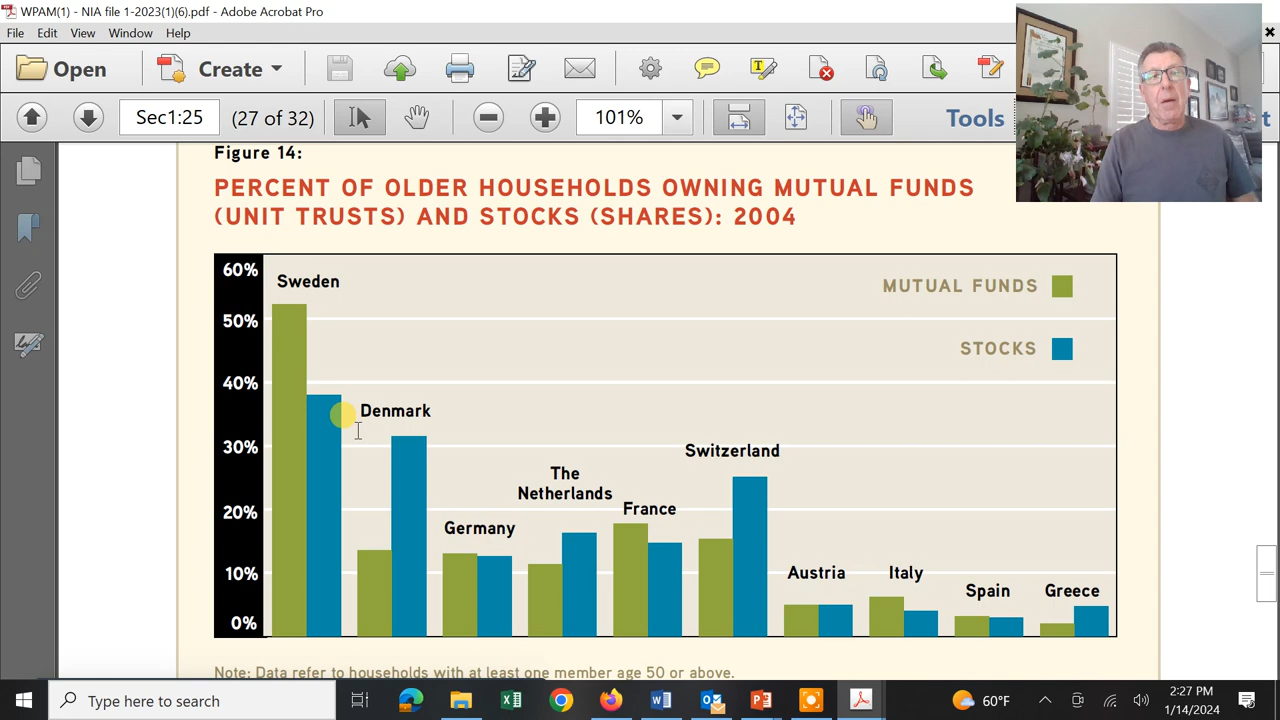 WPAM(1) - NIA file 1-2023(1)(6).pdf - Adobe Acrobat Pro
File Edit View Window Help
Open Create
Sec1:25 (27 of 32) 101% Tools
Figure 14:
PERCENT OF OLDER HOUSEHOLDS OWNING MUTUAL FUNDS
(UNIT TRUSTS) AND STOCKS (SHARES): 2004
60%
50%
40%
30%
20%
10%
0%
MUTUAL FUNDS
STOCKS
Sweden
Denmark
Germany
The
Netherlands
France
Switzerland
Austria
Italy
Spain
Greece
Note: Data refer to households with at least one member age 50 or above.
Type here to search
60°F
2:27 PM
1/14/2024